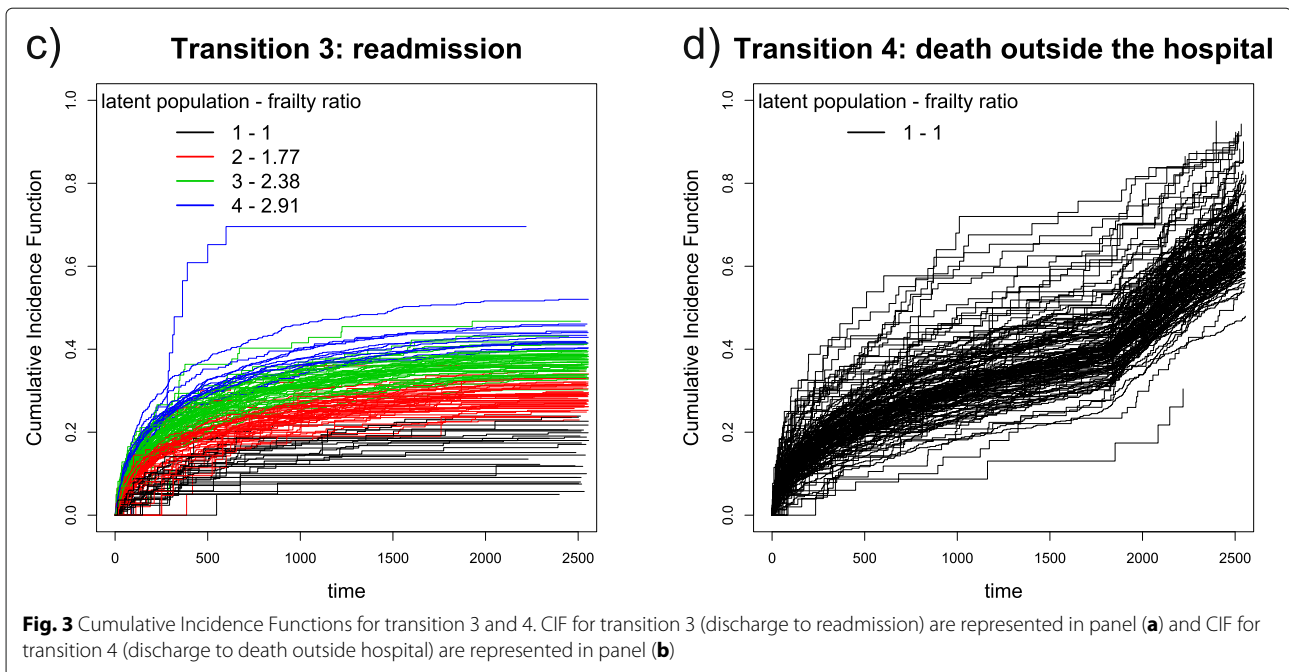 c) Transition 3: readmission
latent population - frailty ratio
1 - 1
2 - 1.77
3 - 2.38
4 - 2.91
Cumulative Incidence Function
1.0
0.8
0.6
0.4
0.2
0.0
0 500 1000 1500 2000 2500
time
d) Transition 4: death outside the hospital
latent population - frailty ratio
1 - 1
Cumulative Incidence Function
1.0
0.8
0.6
0.4
0.2
0.0
0 500 1000 1500 2000 2500
time
Fig. 3 Cumulative Incidence Functions for transition 3 and 4. CIF for transition 3 (discharge to readmission) are represented in panel (a) and CIF for
transition 4 (discharge to death outside hospital) are represented in panel (b)